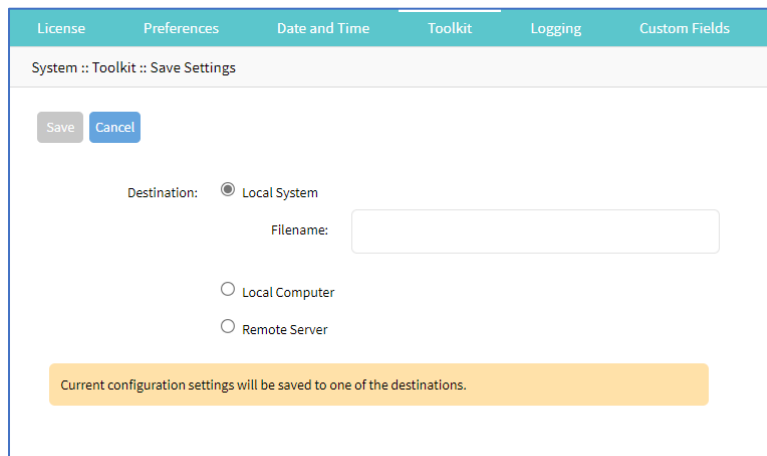 License Preferences Date and Time Toolkit Logging Custom Fields
System :: Toolkit :: Save Settings
Save Cancel
Destination: Local System
Filename:
Local Computer
Remote Server
Current configuration settings will be saved to one of the destinations.